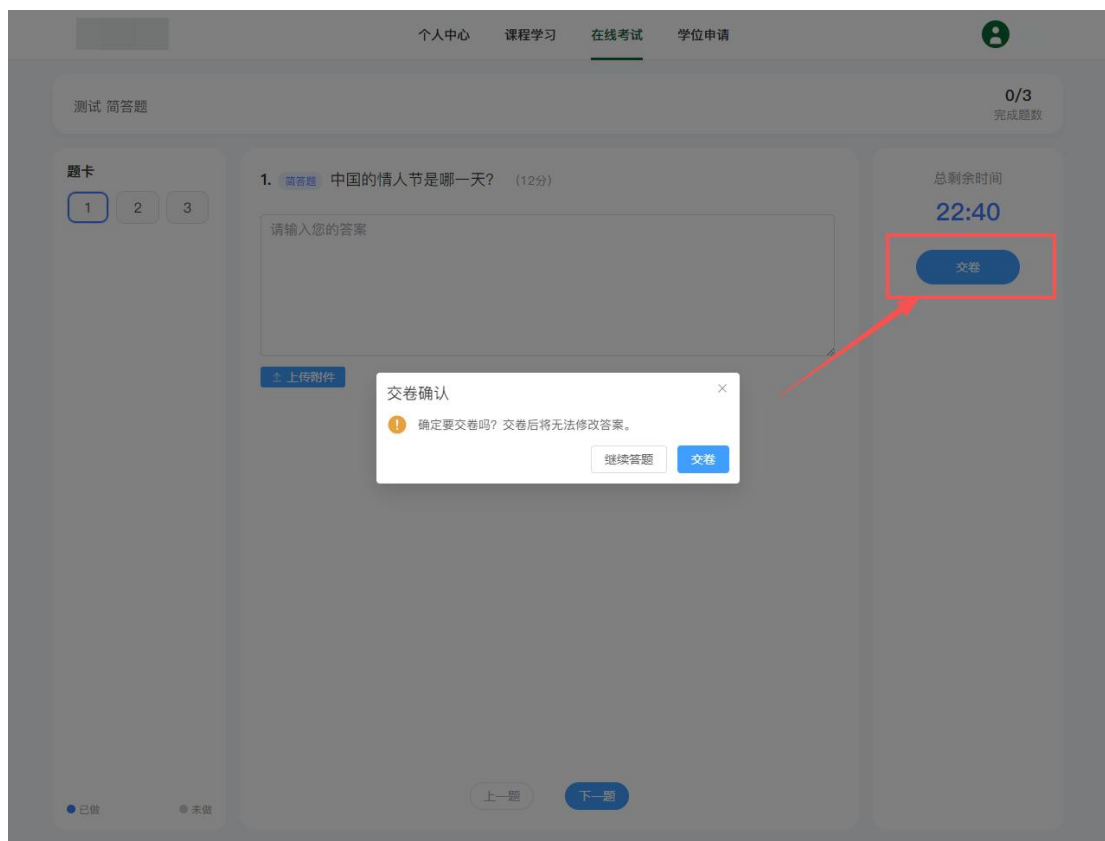 个人中心 课程学习 在线考试 学位申请
测试 简答题
0/3
完成题数
题卡
1 2 3
1. 简答题 中国的情人节是哪一天? (12分)
请输入您的答案
上传附件
总剩余时间
22:40
交卷
交卷确认
确定要交卷吗? 交卷后将无法修改答案。
继续答题 交卷
上一题 下一题
已做 未做